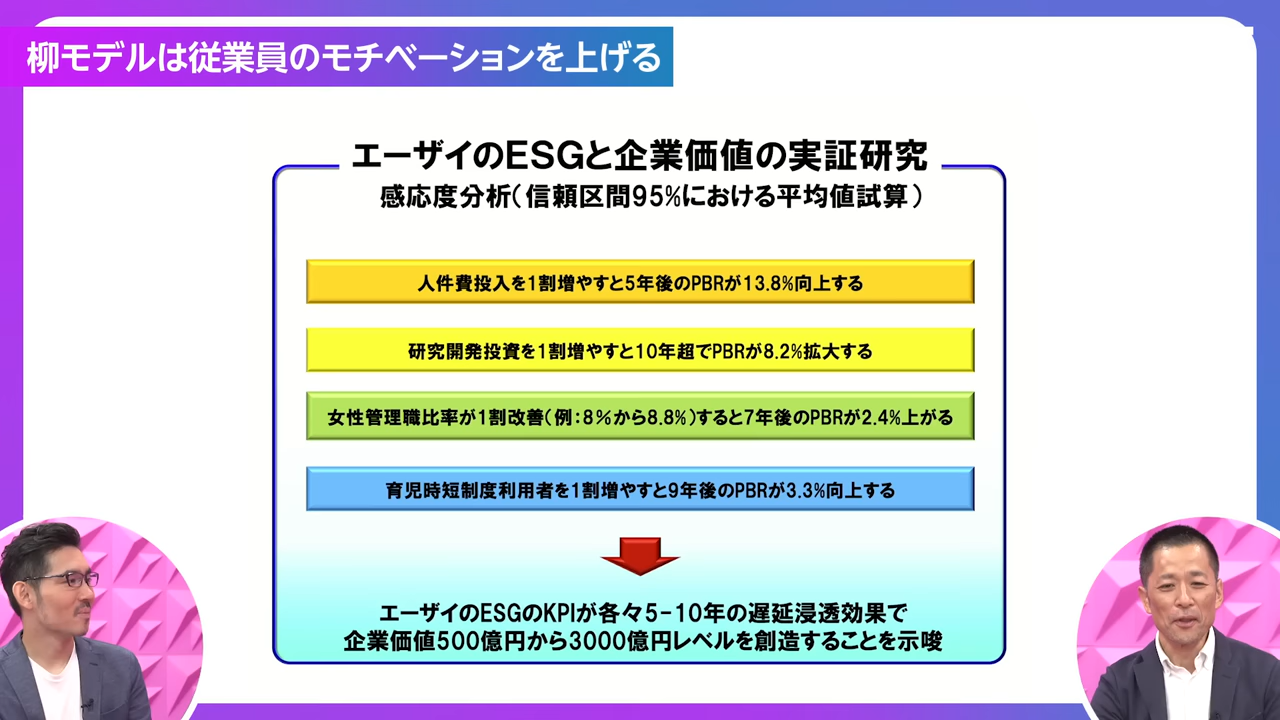 柳モデルは従業員のモチベーションを上げる
エーザイのESGと企業価値の実証研究
感応度分析(信頼区間95%における平均値試算)
人件費投入を1割増やすと5年後のPBRが13.8%向上する
研究開発投資を1割増やすと10年超でPBRが8.2%拡大する
女性管理職比率が1割改善(例:8%から8.8%)すると7年後のPBRが2.4%上がる
育児時短制度利用者を1割増やすと9年後のPBRが3.3%向上する
エーザイのESGのKPIが各々5-10年の遅延浸透効果で
企業価値500億円から3000億円レベルを創造することを示唆